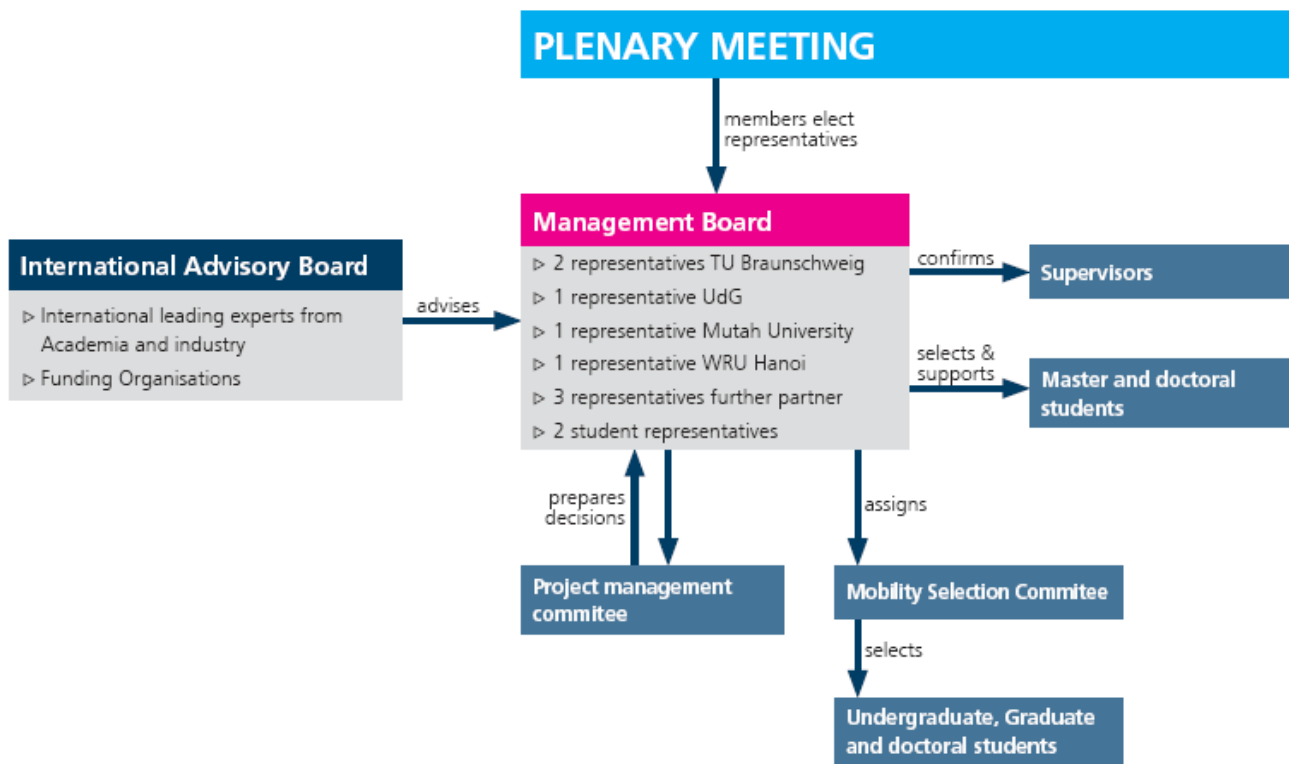 PLENARY MEETING
members elect
representatives
Management Board
▹ 2 representatives TU Braunschweig
▹ 1 representative UdG
▹ 1 representative Mutah University
▹ 1 representative WRU Hanoi
▹ 3 representatives further partner
▹ 2 student representatives
International Advisory Board
▹ International leading experts from
Academia and industry
▹ Funding Organisations
advises
confirms
Supervisors
selects &
supports
Master and doctoral
students
prepares
decisions
assigns
Project management
commitee
Mobility Selection Commitee
selects
Undergraduate, Graduate
and doctoral students